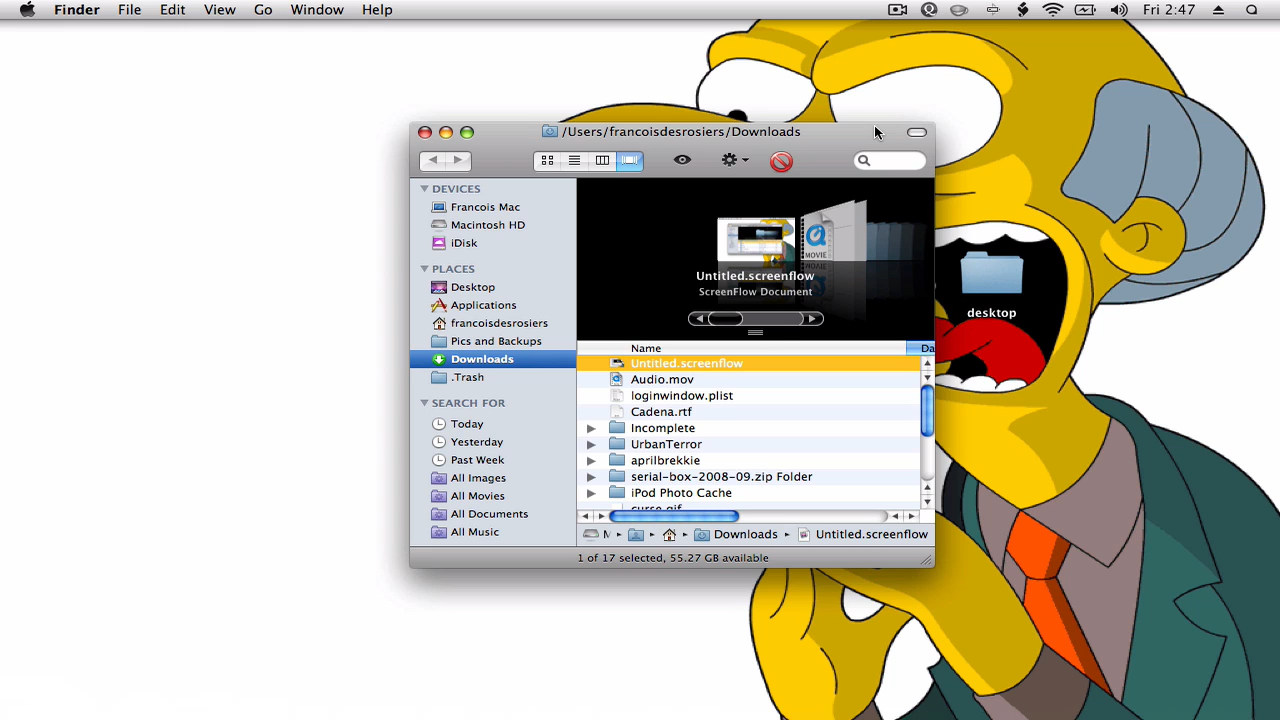 Finder File Edit View Go Window Help Fri 2:47
/Users/francoisdesrosiers/Downloads
DEVICES
Francois Mac
Macintosh HD
iDisk
PLACES
Desktop
Applications
francoisdesrosiers
Pics and Backups
Downloads
.Trash
SEARCH FOR
Today
Yesterday
Past Week
All Images
All Movies
All Documents
All Music
MOVIE
Untitled.screenflow
ScreenFlow Document
Name Da
Untitled.screenflow
Audio.mov
loginwindow.plist
Cadena.rtf
Incomplete
UrbanTerror
aprilbrekkie
serial-box-2008-09.zip Folder
iPod Photo Cache
curse.gif
M Downloads Untitled.screenflow
1 of 17 selected, 55.27 GB available
desktop